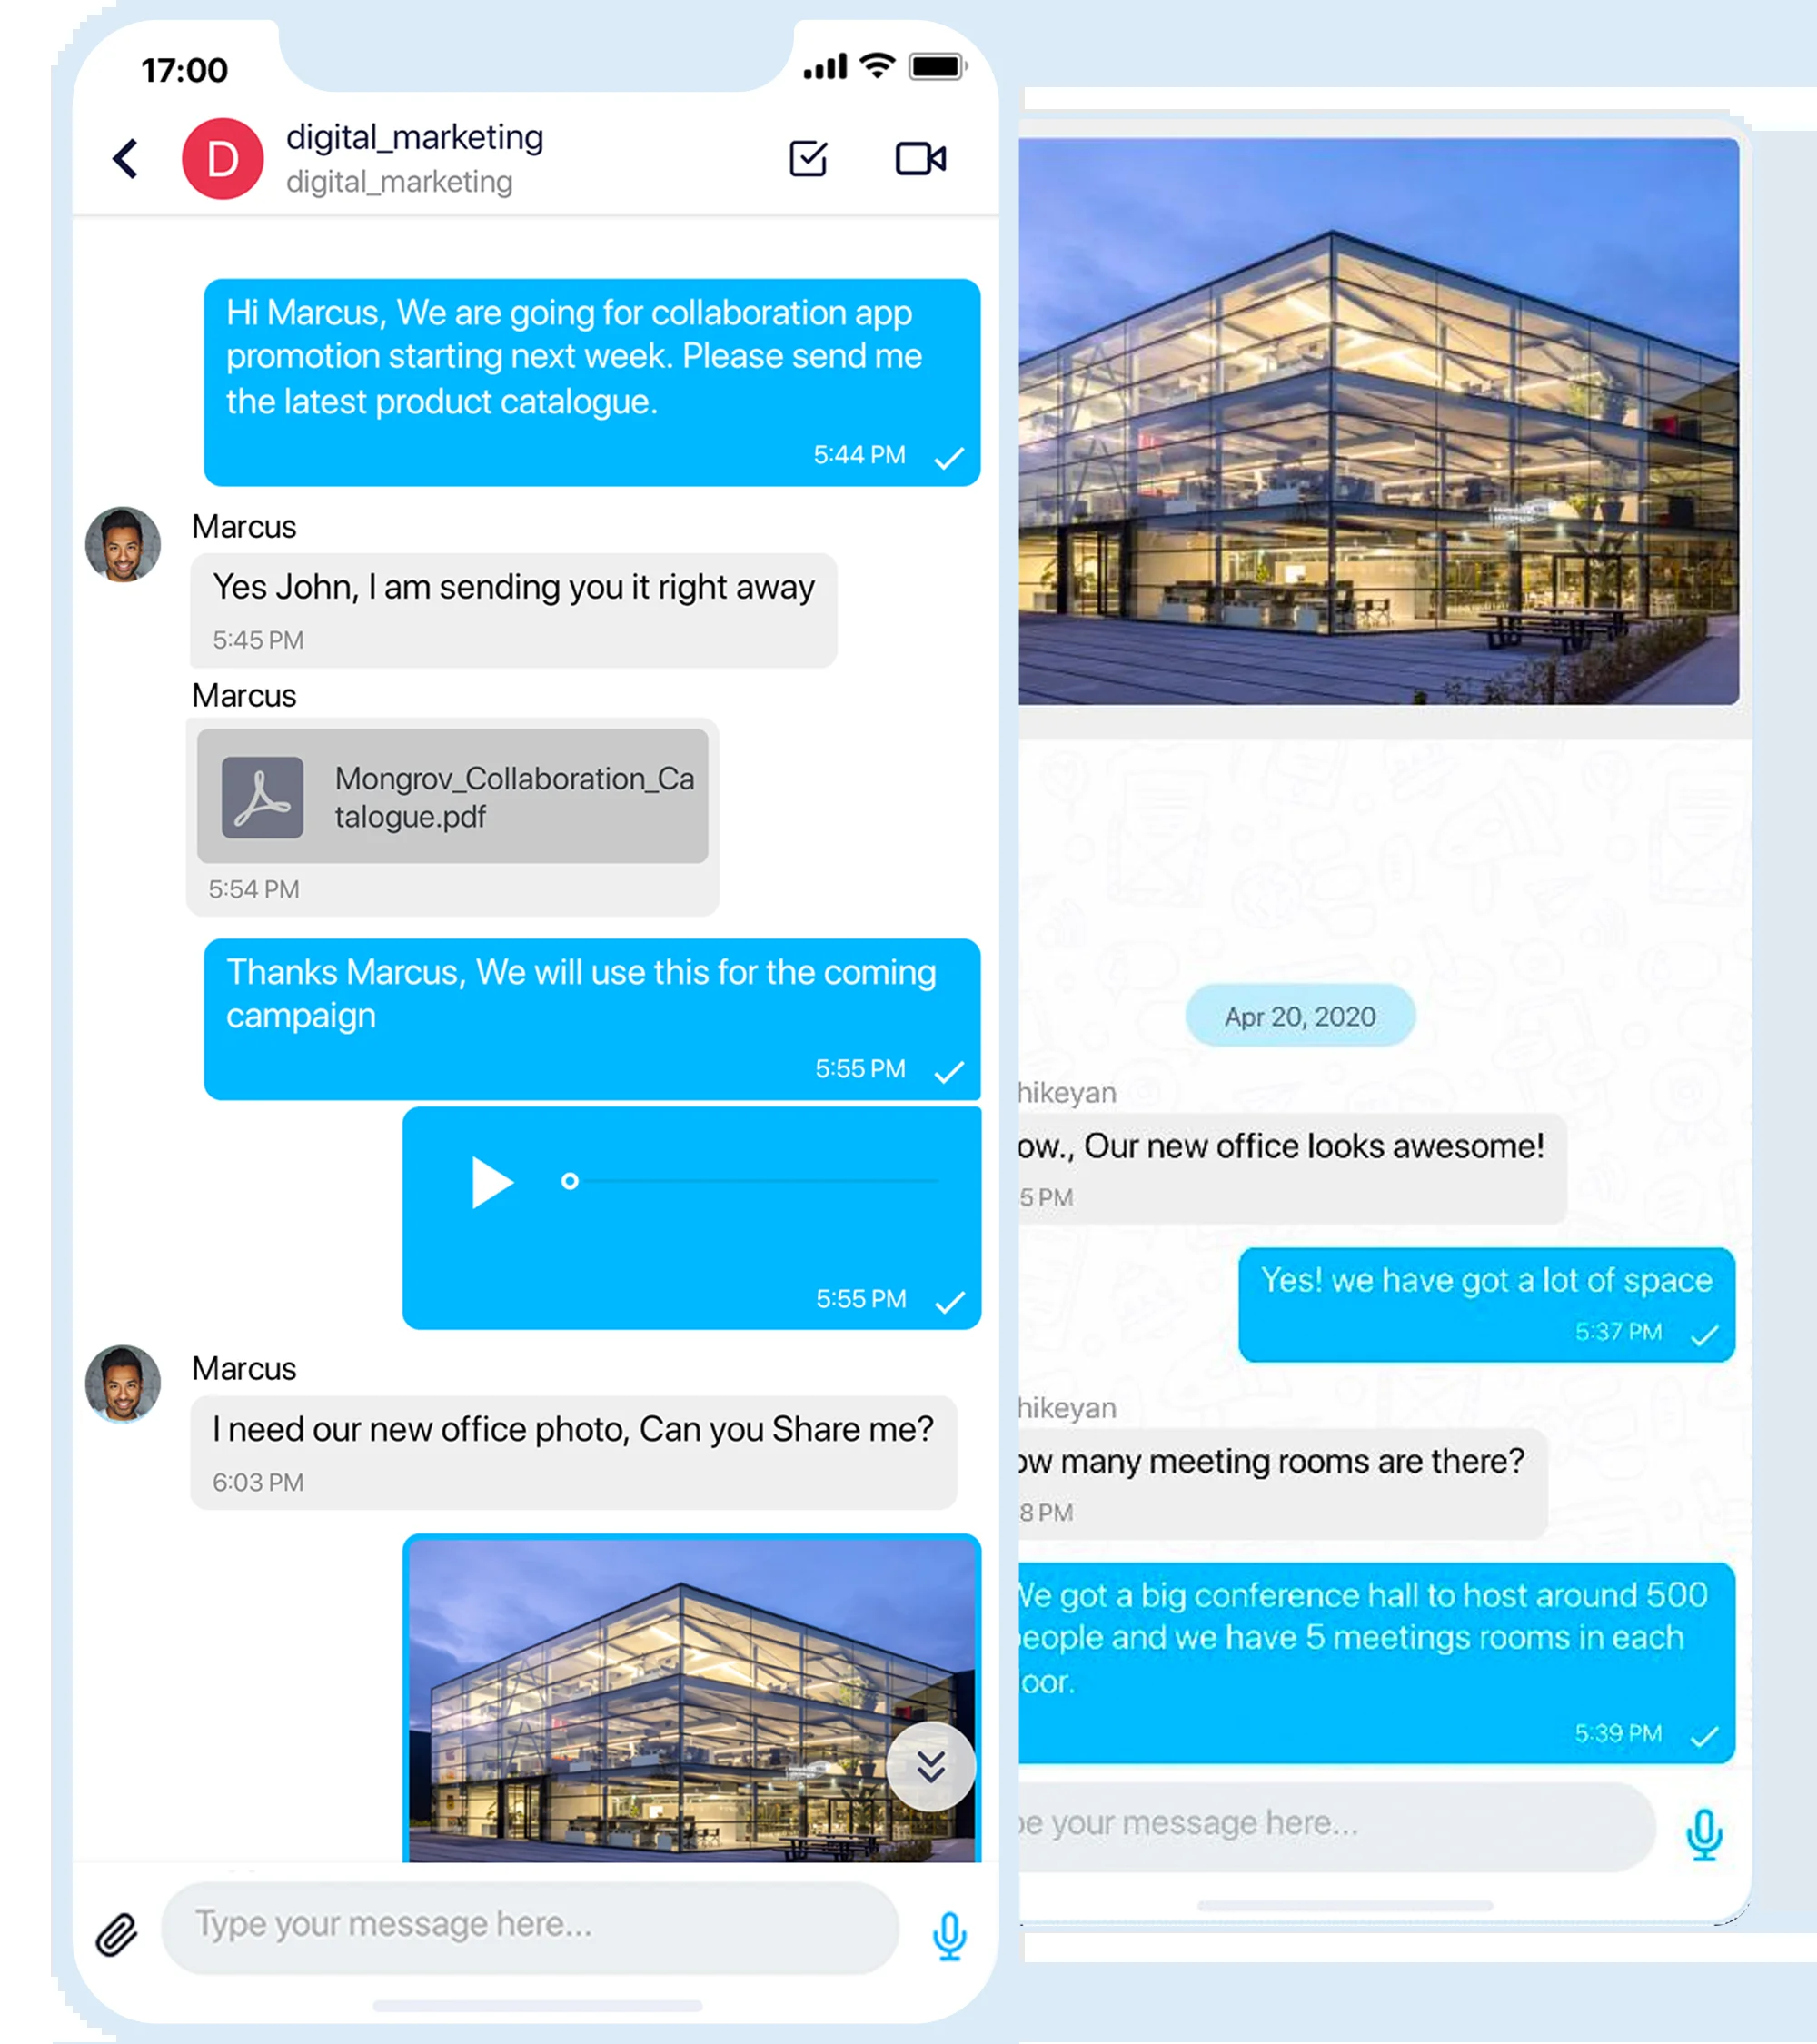 17:00
D
digital_marketing
digital_marketing
Hi Marcus, We are going for collaboration app
promotion starting next week. Please send me
the latest product catalogue.
5:44 PM
Marcus
Yes John, I am sending you it right away
5:45 PM
Marcus
Mongrov_Collaboration_Ca
talogue.pdf
5:54 PM
Thanks Marcus, We will use this for the coming
campaign
5:55 PM
5:55 PM
Marcus
I need our new office photo, Can you Share me?
6:03 PM
Type your message here...
Apr 20, 2020
hikeyan
ow., Our new office looks awesome!
5 PM
Yes! we have got a lot of space
5:37 PM
hikeyan
ow many meeting rooms are there?
8 PM
We got a big conference hall to host around 500
eople and we have 5 meetings rooms in each
oor.
5:39 PM
pe your message here...